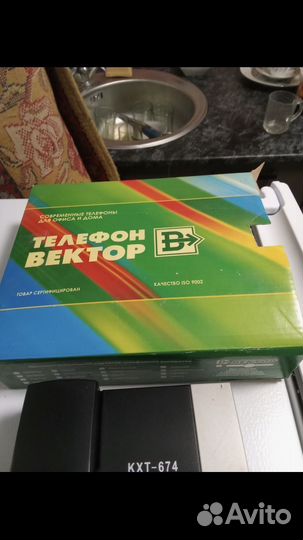 СОВРЕМЕННЫЕ ТЕЛЕФОНЫ
ДЛЯ ОФИСА И ДОМА
ТЕЛЕФОН
ВЕКТОР
ТОВАР СЕРТИФИЦИРОВАН
КАЧЕСТВО ISO 9002
KXT-674
Avito